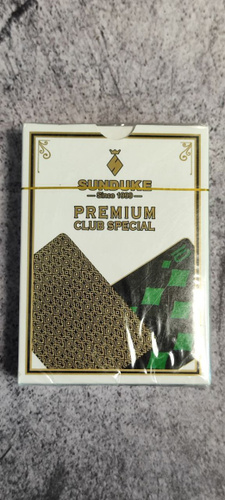 SUNDUKE
Since 1989
PREMIUM
CLUB SPECIAL